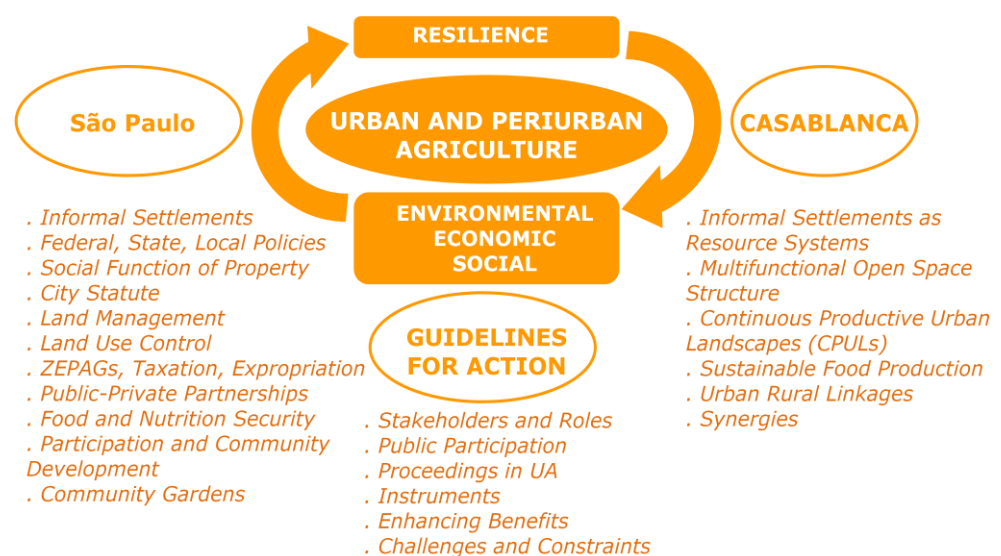 RESILIENCE
URBAN AND PERIURBAN
AGRICULTURE
São Paulo
CASABLANCA
ENVIRONMENTAL
ECONOMIC
SOCIAL
. Informal Settlements
. Federal, State, Local Policies
. Social Function of Property
. City Statute
. Land Management
. Land Use Control
. ZEPAGs, Taxation, Expropriation
. Public-Private Partnerships
. Food and Nutrition Security
. Participation and Community
Development
. Community Gardens
GUIDELINES
FOR ACTION
. Stakeholders and Roles
. Public Participation
. Proceedings in UA
. Instruments
. Enhancing Benefits
. Challenges and Constraints
. Informal Settlements as
Resource Systems
. Multifunctional Open Space
Structure
. Continuous Productive Urban
Landscapes (CPULs)
. Sustainable Food Production
. Urban Rural Linkages
. Synergies